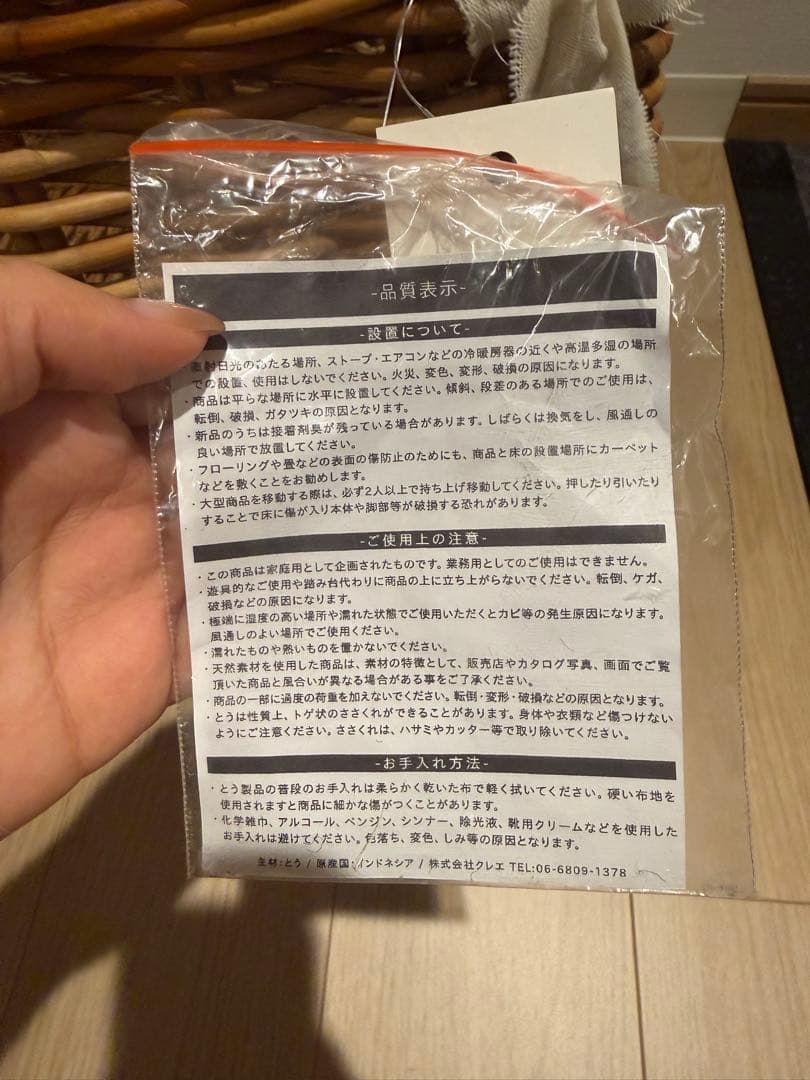 -品質表示-
-設置について-
・直射日光のあたる場所、ストーブ・エアコンなどの冷暖房器の近くや高温多湿の場所
での設置、使用はしないでください。火災、変色、変形、破損の原因になります。
・商品は平らな場所に水平に設置してください。傾斜、段差のある場所でのご使用は、
転倒、破損、ガタツキの原因となります。
・新品のうちは接着剤臭が残っている場合があります。しばらくは換気をし、風通しの
良い場所で放置してください。
・フローリングや畳などの表面の傷防止のためにも、商品と床の設置場所にカーペット
などを敷くことをお勧めします。
・大型商品を移動する際は、必ず2人以上で持ち上げ移動してください。押したり引いたり
することで床に傷が入り本体や脚部等が破損する恐れがあります。
-ご使用上の注意-
・この商品は家庭用として企画されたものです。業務用としてのご使用はできません。
・遊具的なご使用や踏み台代わりに商品の上に立ち上がらないでください。転倒、ケガ、
破損などの原因になります。
・極端に湿度の高い場所や濡れた状態でご使用いただくとカビ等の発生原因になります。
風通しのよい場所でご使用ください。
・濡れたものや熱いものを置かないでください。
・天然素材を使用した商品は、素材の特徴として、販売店やカタログ写真、画面でご覧
頂いた商品と風合いが異なる場合がある事をご了承ください。
・商品の一部に過度の荷重を加えないでください。転倒・変形・破損などの原因となります。
・とうは性質上、トゲ状のささくれができることがあります。身体や衣類など傷つけない
ようにご注意ください。ささくれは、ハサミやカッター等で取り除いてください。
-お手入れ方法-
・とう製品の普段のお手入れは柔らかく乾いた布で軽く拭いてください。硬い布地を
使用されますと商品に細かな傷がつくことがあります。
・化学雑巾、アルコール、ベンジン、シンナー、除光液、靴用クリームなどを使用した
お手入れは避けてください。色落ち、変色、しみ等の原因となります。
主材:とう / 原産国:インドネシア / 株式会社クレエ TEL:06-6809-1378